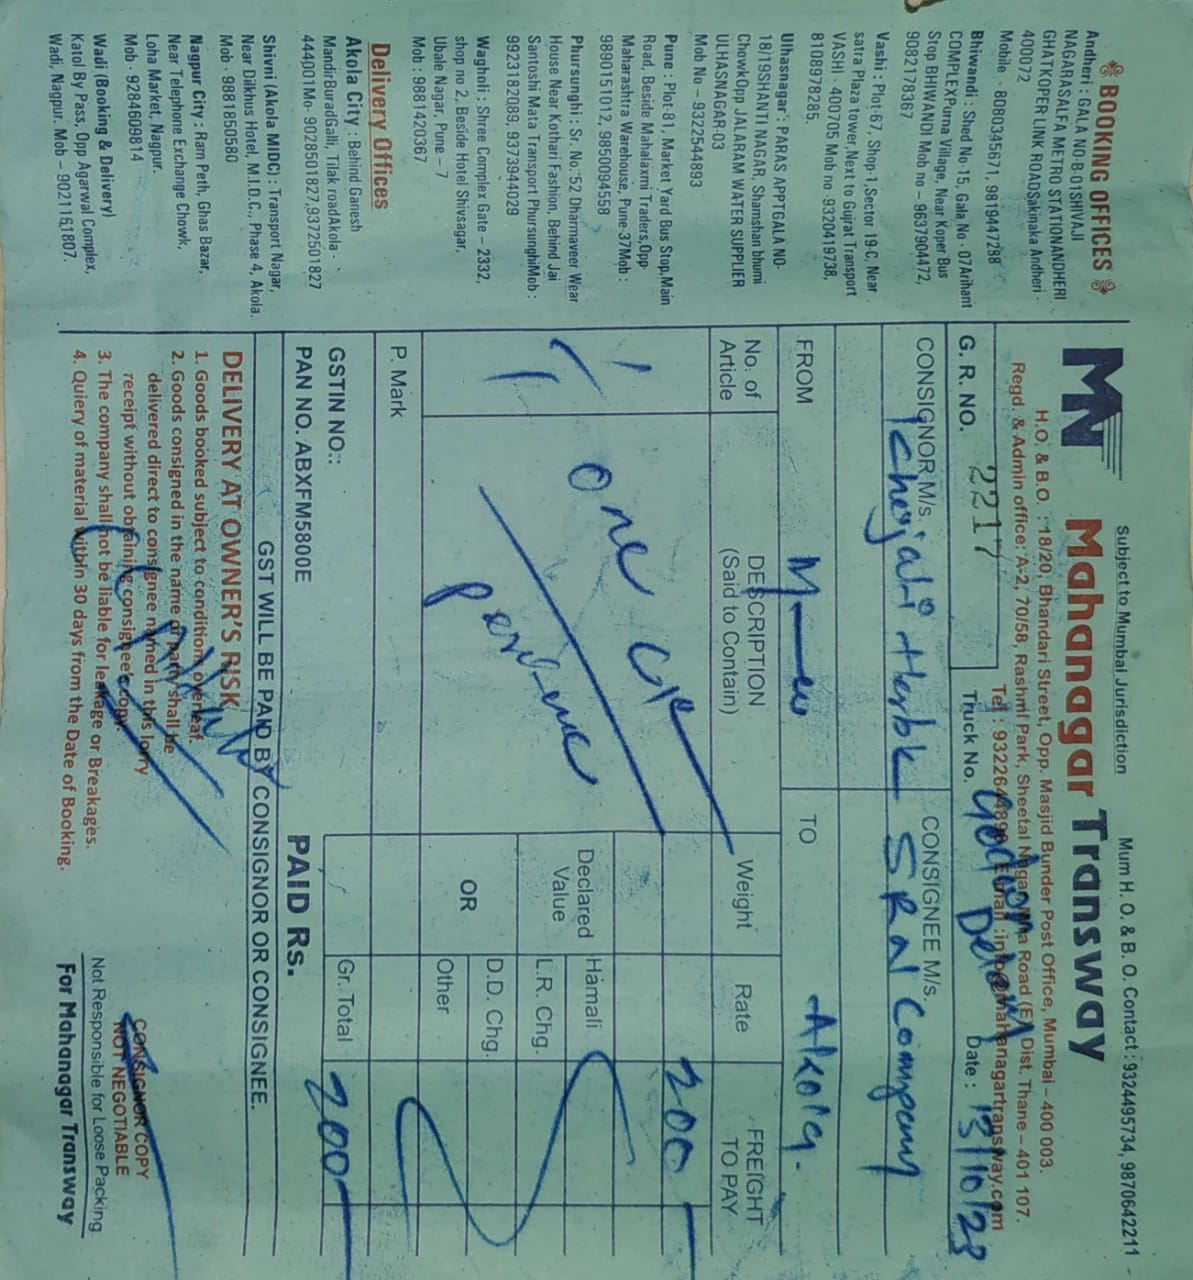 BOOKING OFFICES
Andheri : GALA NO-B-01SHIVAJI
NAGARASALFA METRO STATIONANDHERI
GHATKOPER LINK ROADSakinaka Andheri -
400072
Mobile - 8080345671, 9819447288
Bhiwandi : Shed No-15, Gala No - 07Arihant
COMPLEXPurna Village, Near Koper Bus
Stop BHIWANDI Mob no – 9637904472,
9082178367
Vashi : Plot-67, Shop-1,Sector 19-C, Near
satra Plaza tower,Next to Gujrat Transport
VASHI - 400705 Mob no -9320419738,
8108978285.
Ulhasnagar : PARAS APPTGALA NO-
18/19SHANTI NAGAR, Shamshan bhumi
ChowkOpp JALARAM WATER SUPPLIER
ULHASNAGAR-03
Mob No – 9322544893
Pune : Plot-81, Market Yard Bus Stop,Main
Road, Beside Mahalaxmi Traders,Opp-
Maharashtra Warehouse, Pune-37Mob :
9890151012, 9850094558
Phursunghi : Sr. No.-52 Dharmaveer Wear
House Near Kothari Fashion, Behind Jai
Santoshi Mata Transport PhursunghiMob :
9923182089, 9373944029
Wagholi : Shree Complex Gate – 2332,
shop no 2, Beside Hotel Shivsagar,
Ubale Nagar, Pune – 7
Mob : 9881420367
Delivery Offices
Akola City : Behind Ganesh
MandirBuradGalli, Tilak roadAkola -
444001Mo- 9028501827,9372501827
Shivni (Akola MIDC) : Transport Nagar,
Near Dilkhus Hotel, M.I.D.C., Phase 4, Akola.
Mob : 9881850580
Nagpur City : Ram Peth, Ghas Bazar,
Near Telephone Exchange Chowk,
Loha Market, Nagpur.
Mob : 9284609814
Wadi (Booking & Delivery)
Katol By Pass, Opp Agarwal Complex,
Wadi, Nagpur. Mob – 9021161807.
Subject to Mumbai Jurisdiction
Mum H. O. & B. O. Contact : 9324495734, 9870642211
MN Mahanagar Transway
H.O. & B.O. : 18/20, Bhandari Street, Opp. Masjid Bunder Post Office, Mumbai – 400 003.
Regd. & Admin office: A-2, 70/58, Rashmi Park, Sheetal Nagar, Mira Road (E) Dist. Thane – 401 107.
Tel : 9322644890 Email : info@mahanagartransway.com
G. R. NO. 2217 Truck No. Godown Delevry Date : 13/10/23
CONSIGNOR M/s. CONSIGNEE M/s.
SRal Company
FROM TO Akola.
No. of Article DESCRIPTION (Said to Contain) Weight Rate FREIGHT TO PAY
1 one 200
Perfume
Declared Value Hamali
L.R. Chg.
OR D.D. Chg.
Other
P. Mark
Gr. Total 200
GSTIN NO.:
PAN NO. ABXFM5800E PAID Rs.
GST WILL BE PAID BY CONSIGNOR OR CONSIGNEE.
DELIVERY AT OWNER'S RISK
1. Goods booked subject to condition overleaf.
2. Goods consigned in the name of party shall be
delivered direct to consignee named in this lorry
receipt without obtaining consignee copy.
3. The company shall not be liable for leakage or Breakages.
4. Quiery of material within 30 days from the Date of Booking.
CONSIGNOR COPY
NOT NEGOTIABLE
Not Responsible for Loose Packing
For Mahanagar Transway